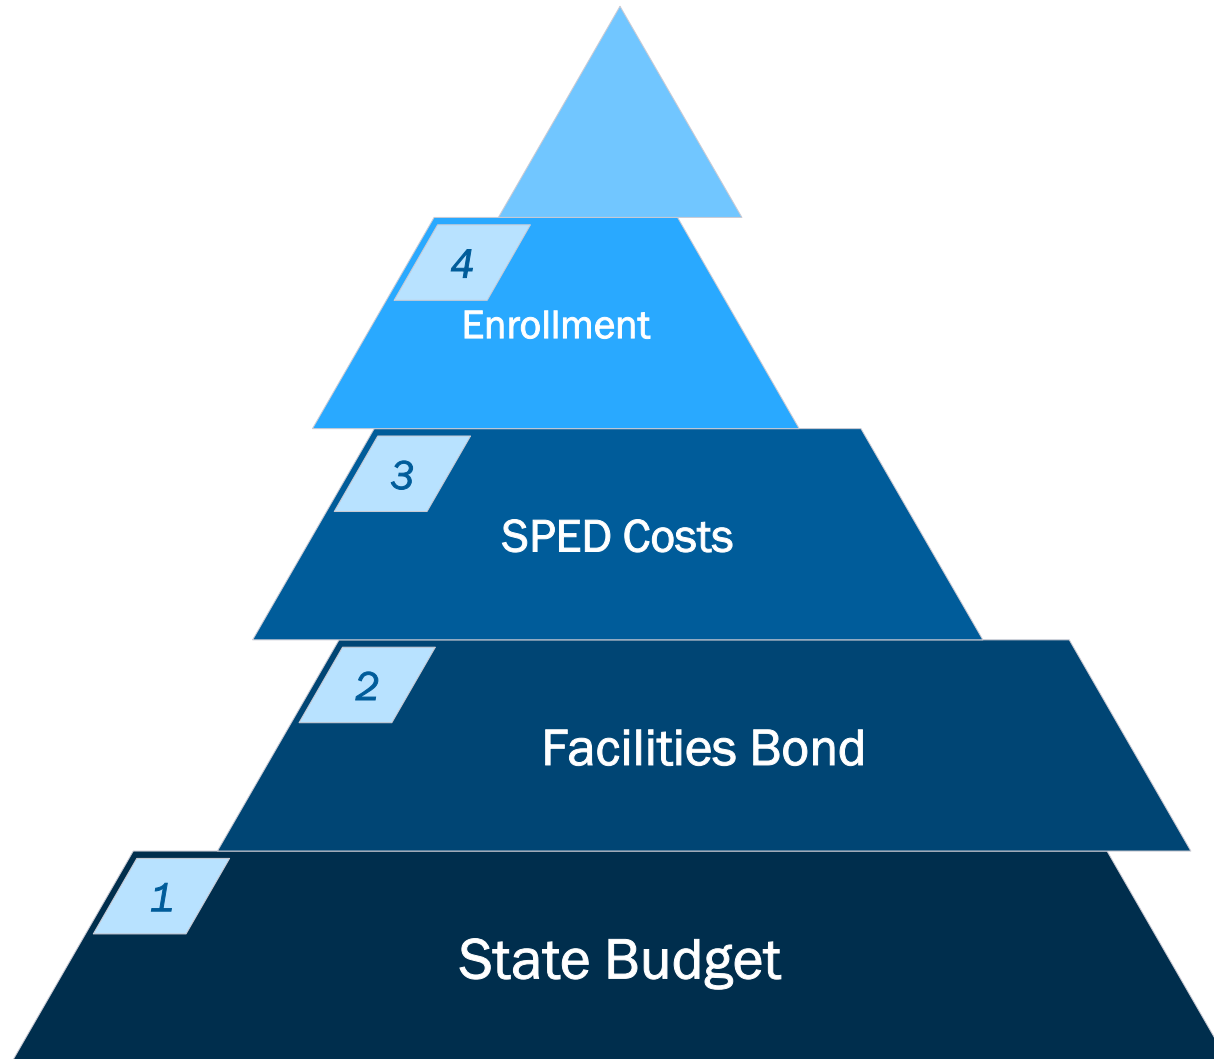 4
Enrollment
3
SPED Costs
2
Facilities Bond
1
State Budget